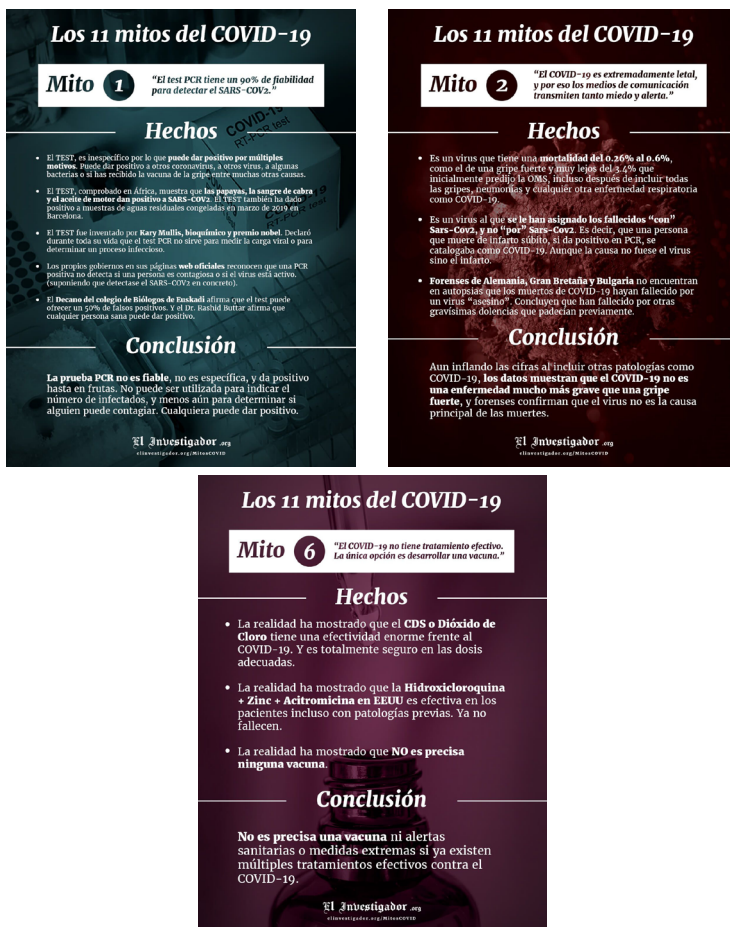 Los 11 mitos del COVID-19
Mito 1
“El test PCR tiene un 90% de fiabilidad
para detectar el SARS-COV2.”
Hechos
• El TEST, es inespecífico por lo que puede dar positivo por múltiples
motivos. Puede dar positivo a otros coronavirus, a otros virus, a algunas
bacterias o si has recibido la vacuna de la gripe entre muchas otras causas.
• El TEST, comprobado en África, muestra que las papayas, la sangre de cabra
y el aceite de motor dan positivo a SARS-COV2. El TEST también ha dado
positivo a muestras de aguas residuales congeladas en marzo de 2019 en
Barcelona.
• El TEST fue inventado por Kary Mullis, bioquímico y premio nobel. Declaró
durante toda su vida que el test PCR no sirve para medir la carga viral o para
determinar un proceso infeccioso.
• Los propios gobiernos en sus páginas web oficiales reconocen que una PCR
positiva no detecta si una persona es contagiosa o si el virus está activo.
(suponiendo que detectase el SARS-COV2 en concreto).
• El Decano del colegio de Biólogos de Euskadi afirma que el test puede
ofrecer un 50% de falsos positivos. Y el Dr. Rashid Buttar afirma que
cualquier persona sana puede dar positivo.
COVID-19
RT-PCR test
RT-PCR test
Conclusión
La prueba PCR no es fiable, no es específica, y da positivo
hasta en frutas. No puede ser utilizada para indicar el
número de infectados, y menos aún para determinar si
alguien puede contagiar. Cualquiera puede dar positivo.
El Investigador .org
elinvestigador.org/MitosCOVID
Los 11 mitos del COVID-19
Mito 2
“El COVID-19 es extremadamente letal,
y por eso los medios de comunicación
transmiten tanto miedo y alerta.”
Hechos
• Es un virus que tiene una mortalidad del 0.26% al 0.6%,
como el de una gripe fuerte y muy lejos del 3.4% que
inicialmente predijo la OMS, incluso después de incluir todas
las gripes, neumonías y cualquier otra enfermedad respiratoria
como COVID-19.
• Es un virus al que se le han asignado los fallecidos “con”
Sars-Cov2, y no “por” Sars-Cov2. Es decir, que una persona
que muere de infarto súbito, si da positivo en PCR, se
catalogaba como COVID-19. Aunque la causa no fuese el virus
sino el infarto.
• Forenses de Alemania, Gran Bretaña y Bulgaria no encuentran
en autopsias que los muertos de COVID-19 hayan fallecido por
un virus “asesino”. Concluyen que han fallecido por otras
gravísimas dolencias que padecían previamente.
Conclusión
Aun inflando las cifras al incluir otras patologías como
COVID-19, los datos muestran que el COVID-19 no es
una enfermedad mucho más grave que una gripe
fuerte, y forenses confirman que el virus no es la causa
principal de las muertes.
El Investigador .org
elinvestigador.org/MitosCOVID
Los 11 mitos del COVID-19
Mito 6
“El COVID-19 no tiene tratamiento efectivo.
La única opción es desarrollar una vacuna.”
Hechos
• La realidad ha mostrado que el CDS o Dióxido de
Cloro tiene una efectividad enorme frente al
COVID-19. Y es totalmente seguro en las dosis
adecuadas.
• La realidad ha mostrado que la Hidroxicloroquina
+ Zinc + Acitromicina en EEUU es efectiva en los
pacientes incluso con patologías previas. Ya no
fallecen.
• La realidad ha mostrado que NO es precisa
ninguna vacuna.
Conclusión
No es precisa una vacuna ni alertas
sanitarias o medidas extremas si ya existen
múltiples tratamientos efectivos contra el
COVID-19.
El Investigador .org
elinvestigador.org/MitosCOVID